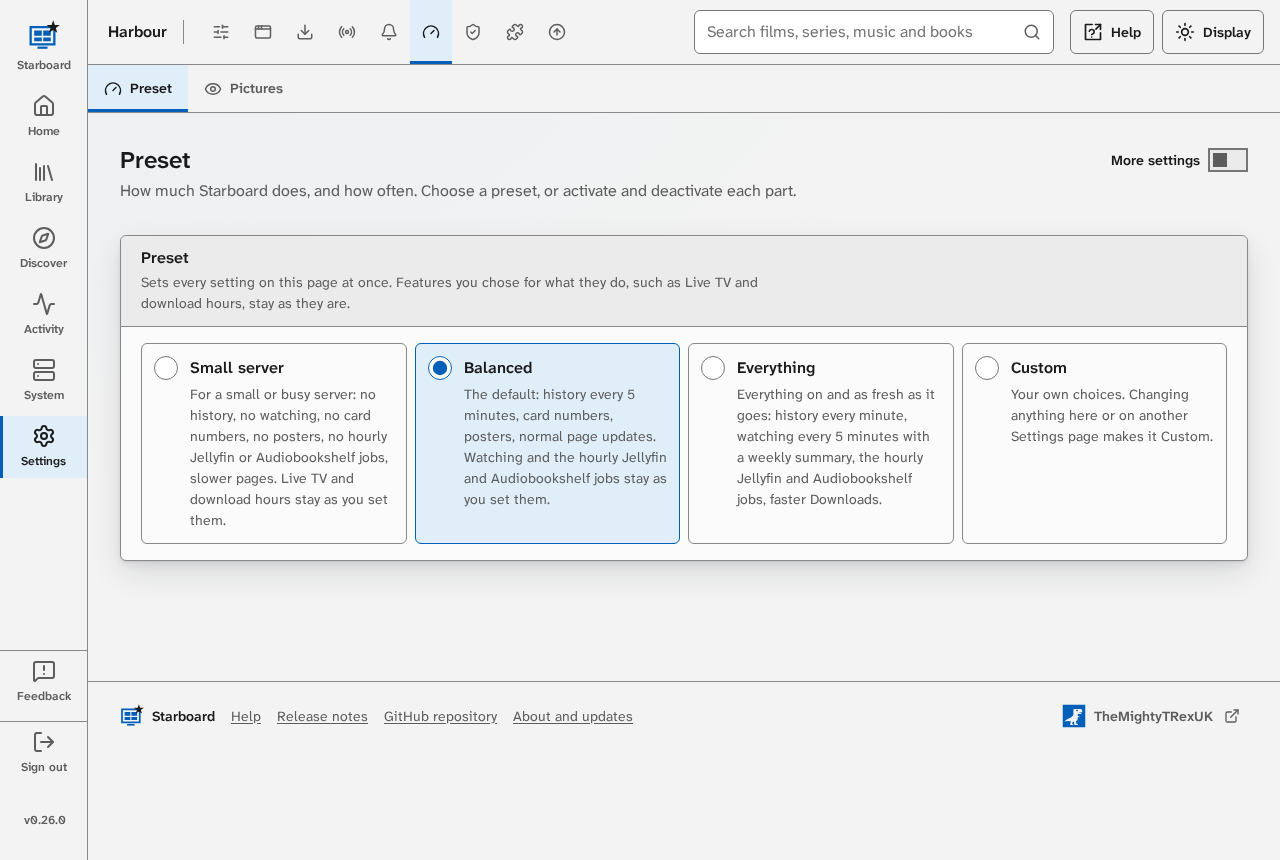 Starboard
Home
Library
Discover
Activity
System
Settings
Feedback
Sign out
v0.26.0
Harbour
Search films, series, music and books
Help
Display
Preset
Pictures
Preset
How much Starboard does, and how often. Choose a preset, or activate and deactivate each part.
More settings
Preset
Sets every setting on this page at once. Features you chose for what they do, such as Live TV and
download hours, stay as they are.
Small server
For a small or busy server: no
history, no watching, no card
numbers, no posters, no hourly
Jellyfin or Audiobookshelf jobs,
slower pages. Live TV and
download hours stay as you set
them.
Balanced
The default: history every 5
minutes, card numbers,
posters, normal page updates.
Watching and the hourly Jellyfin
and Audiobookshelf jobs stay as
you set them.
Everything
Everything on and as fresh as it
goes: history every minute,
watching every 5 minutes with
a weekly summary, the hourly
Jellyfin and Audiobookshelf
jobs, faster Downloads.
Custom
Your own choices. Changing
anything here or on another
Settings page makes it Custom.
Starboard
Help
Release notes
GitHub repository
About and updates
TheMightyTRexUK